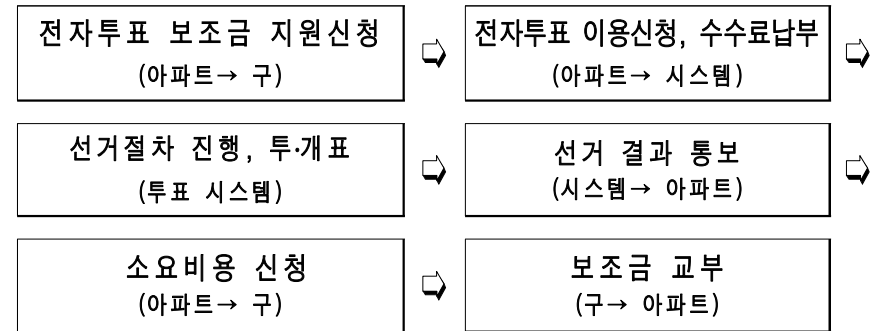 전자투표 보조금 지원신청
(아파트→ 구)
전자투표 이용신청, 수수료납부
(아파트→ 시스템)
선거절차 진행, 투·개표
(투표 시스템)
선거 결과 통보
(시스템→ 아파트)
소요비용 신청
(아파트→ 구)
보조금 교부
(구→ 아파트)